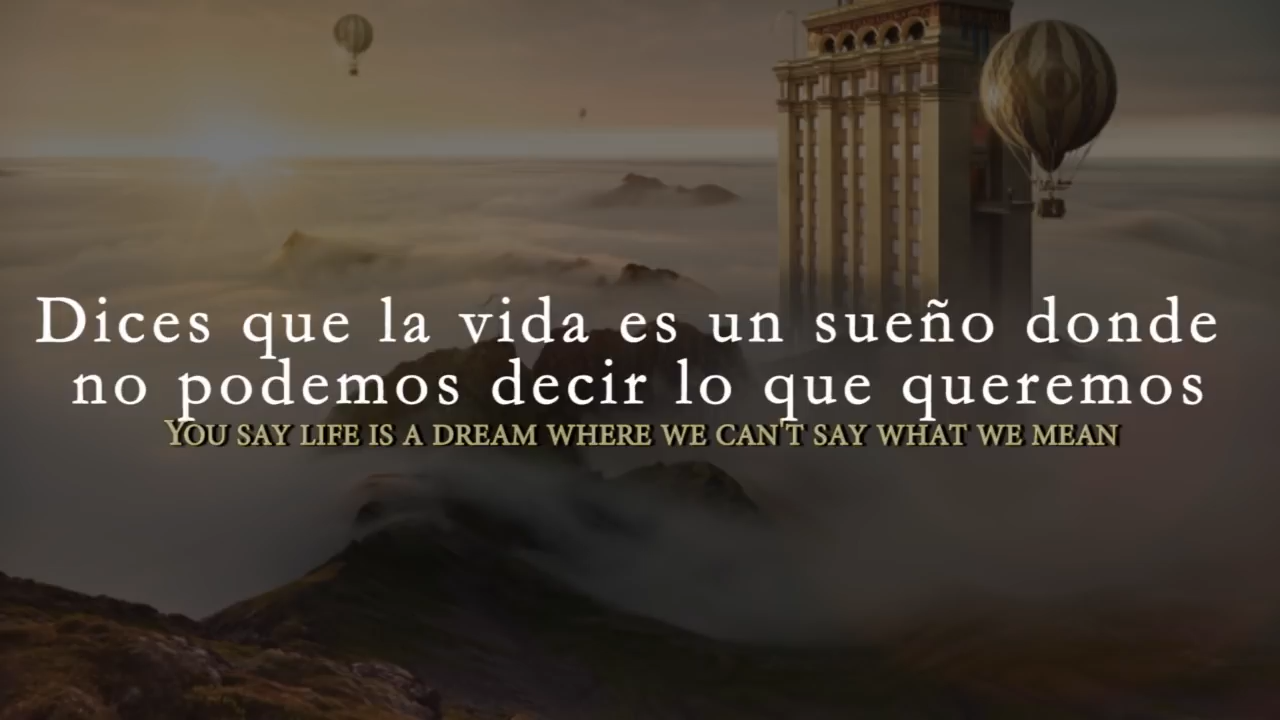 Dices que la vida es un sueño donde
no podemos decir lo que queremos
YOU SAY LIFE IS A DREAM WHERE WE CAN'T SAY WHAT WE MEAN